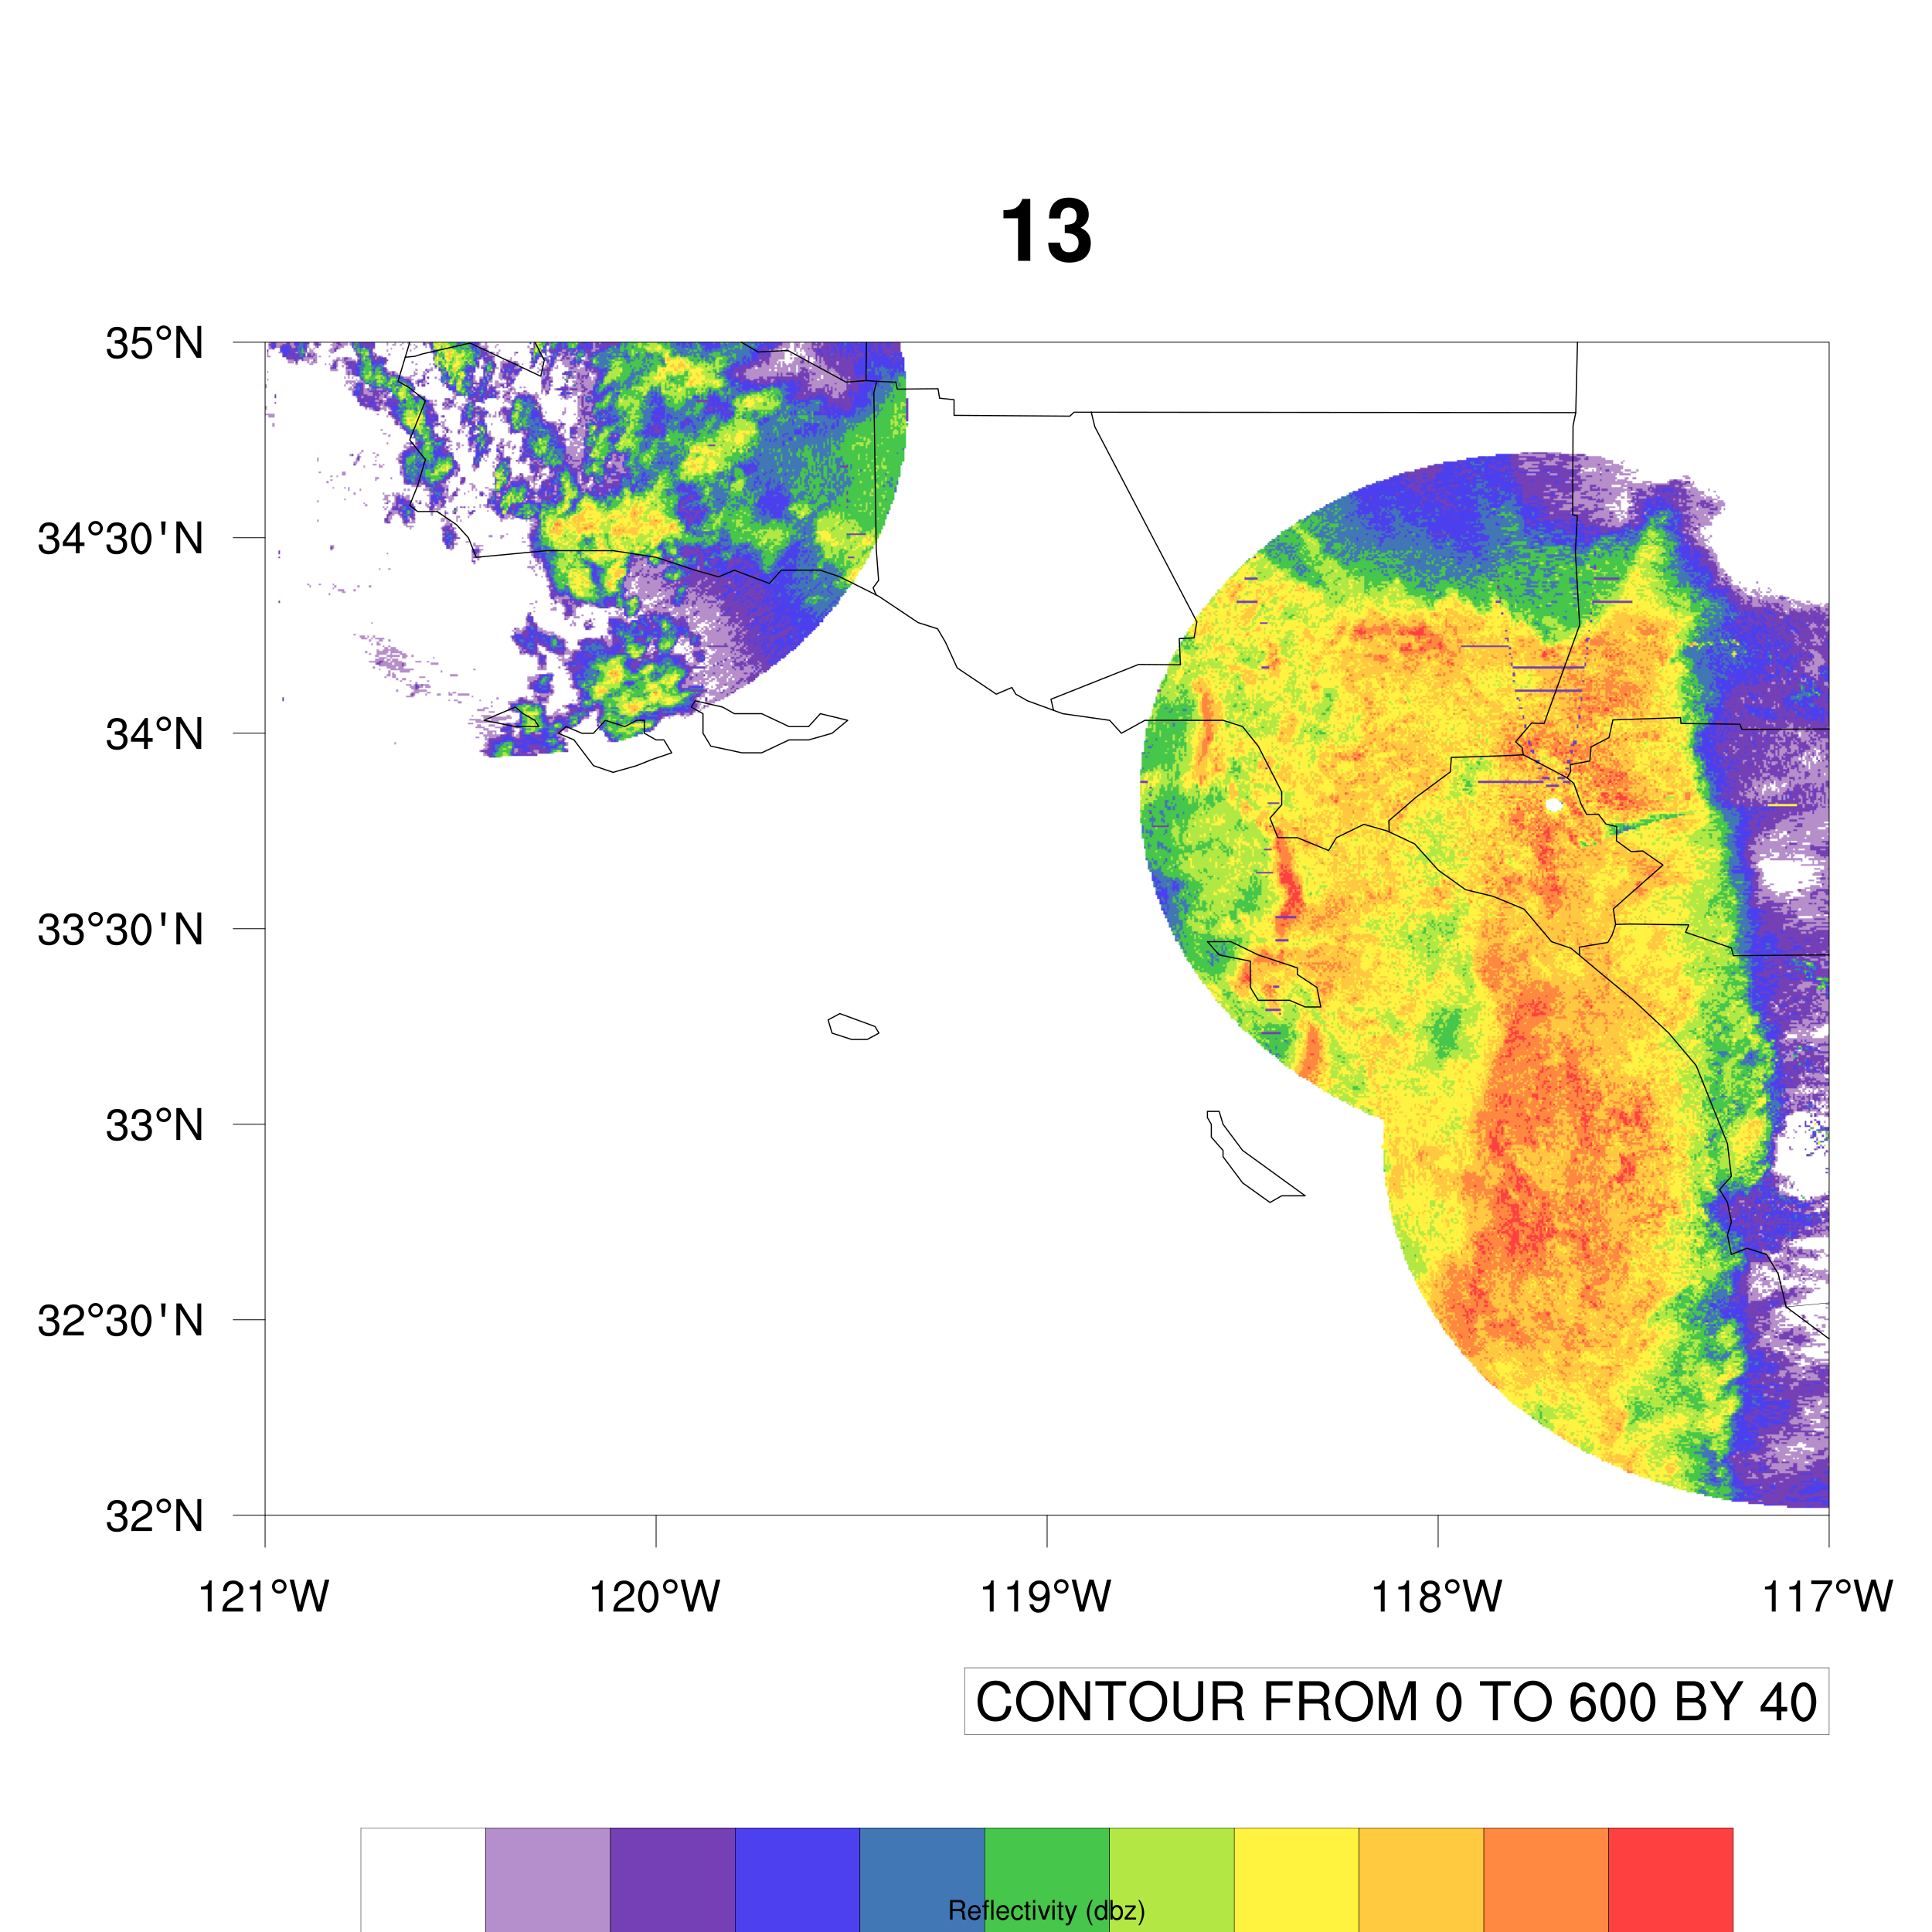 13
35°N
34°30'N
34°N
33°30'N
33°N
32°30'N
32°N
121°W 120°W 119°W 118°W 117°W
CONTOUR FROM 0 TO 600 BY 40
Reflectivity (dbz)